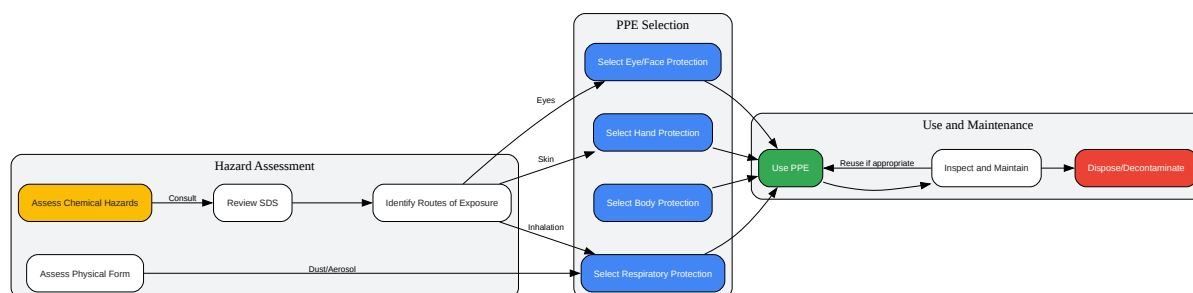 PPE Selection
Select Eye/Face Protection
Eyes
Select Hand Protection
Skin
Select Body Protection
Inhalation
Select Respiratory Protection
Hazard Assessment
Assess Chemical Hazards
Consult
Review SDS
Identify Routes of Exposure
Assess Physical Form
Dust/Aerosol
Use and Maintenance
Use PPE
Reuse if appropriate
Inspect and Maintain
Dispose/Decontaminate